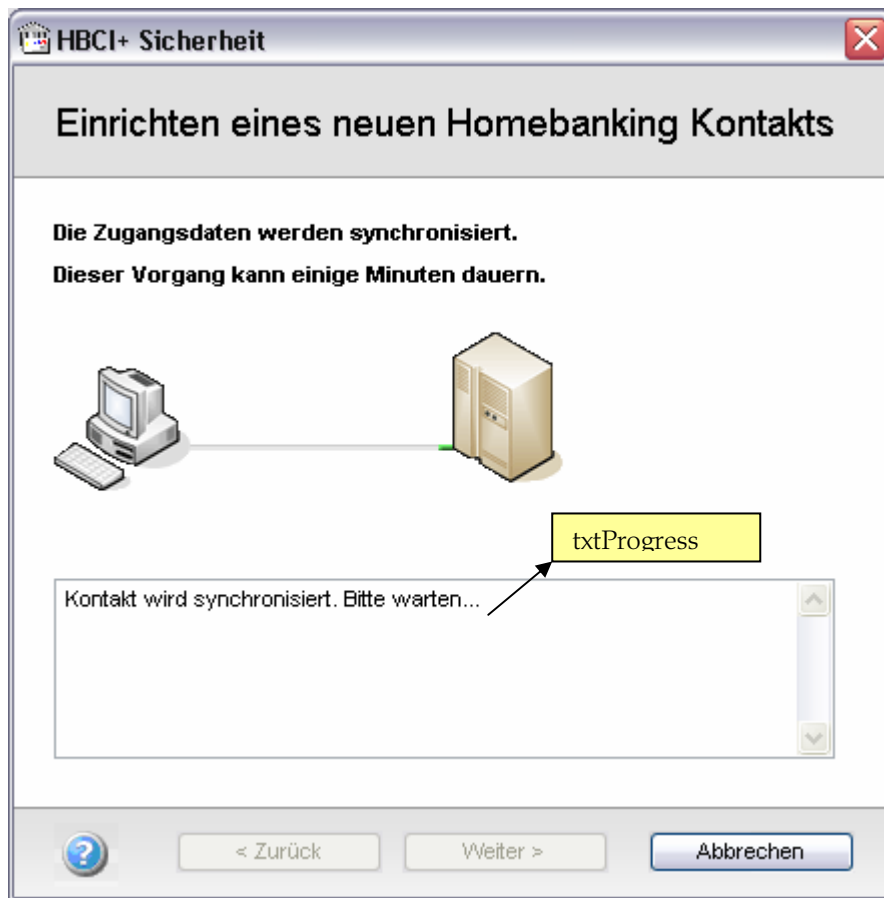 HBCI+ Sicherheit
Einrichten eines neuen Homebanking Kontakts
Die Zugangsdaten werden synchronisiert.
Dieser Vorgang kann einige Minuten dauern.
txtProgress
Kontakt wird synchronisiert. Bitte warten...
?
< Zurück
Weiter >
Abbrechen